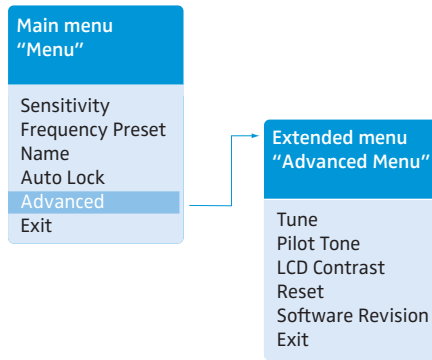 Main menu
“Menu”
Sensitivity
Frequency Preset
Name
Auto Lock
Advanced
Exit
Extended menu
“Advanced Menu”
Tune
Pilot Tone
LCD Contrast
Reset
Software Revision
Exit